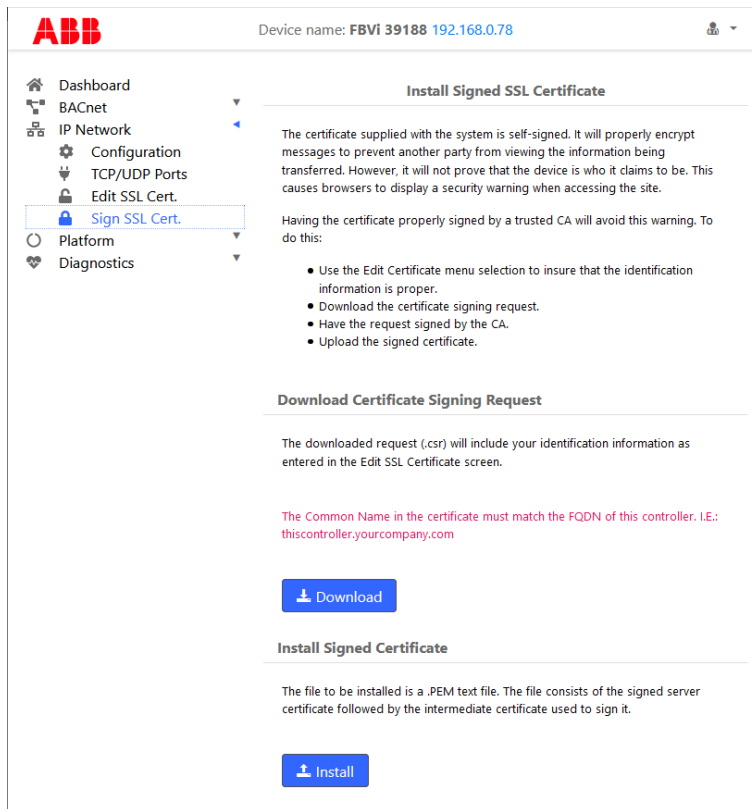 ABB
Device name: FBVi 39188 192.168.0.78
Dashboard
BACnet
IP Network
Configuration
TCP/UDP Ports
Edit SSL Cert.
Sign SSL Cert.
Platform
Diagnostics
Install Signed SSL Certificate
The certificate supplied with the system is self-signed. It will properly encrypt
messages to prevent another party from viewing the information being
transferred. However, it will not prove that the device is who it claims to be. This
causes browsers to display a security warning when accessing the site.
Having the certificate properly signed by a trusted CA will avoid this warning. To
do this:
● Use the Edit Certificate menu selection to insure that the identification
information is proper.
● Download the certificate signing request.
● Have the request signed by the CA.
● Upload the signed certificate.
Download Certificate Signing Request
The downloaded request (.csr) will include your identification information as
entered in the Edit SSL Certificate screen.
The Common Name in the certificate must match the FQDN of this controller. I.E.:
thiscontroller.yourcompany.com
Download
Install Signed Certificate
The file to be installed is a .PEM text file. The file consists of the signed server
certificate followed by the intermediate certificate used to sign it.
Install